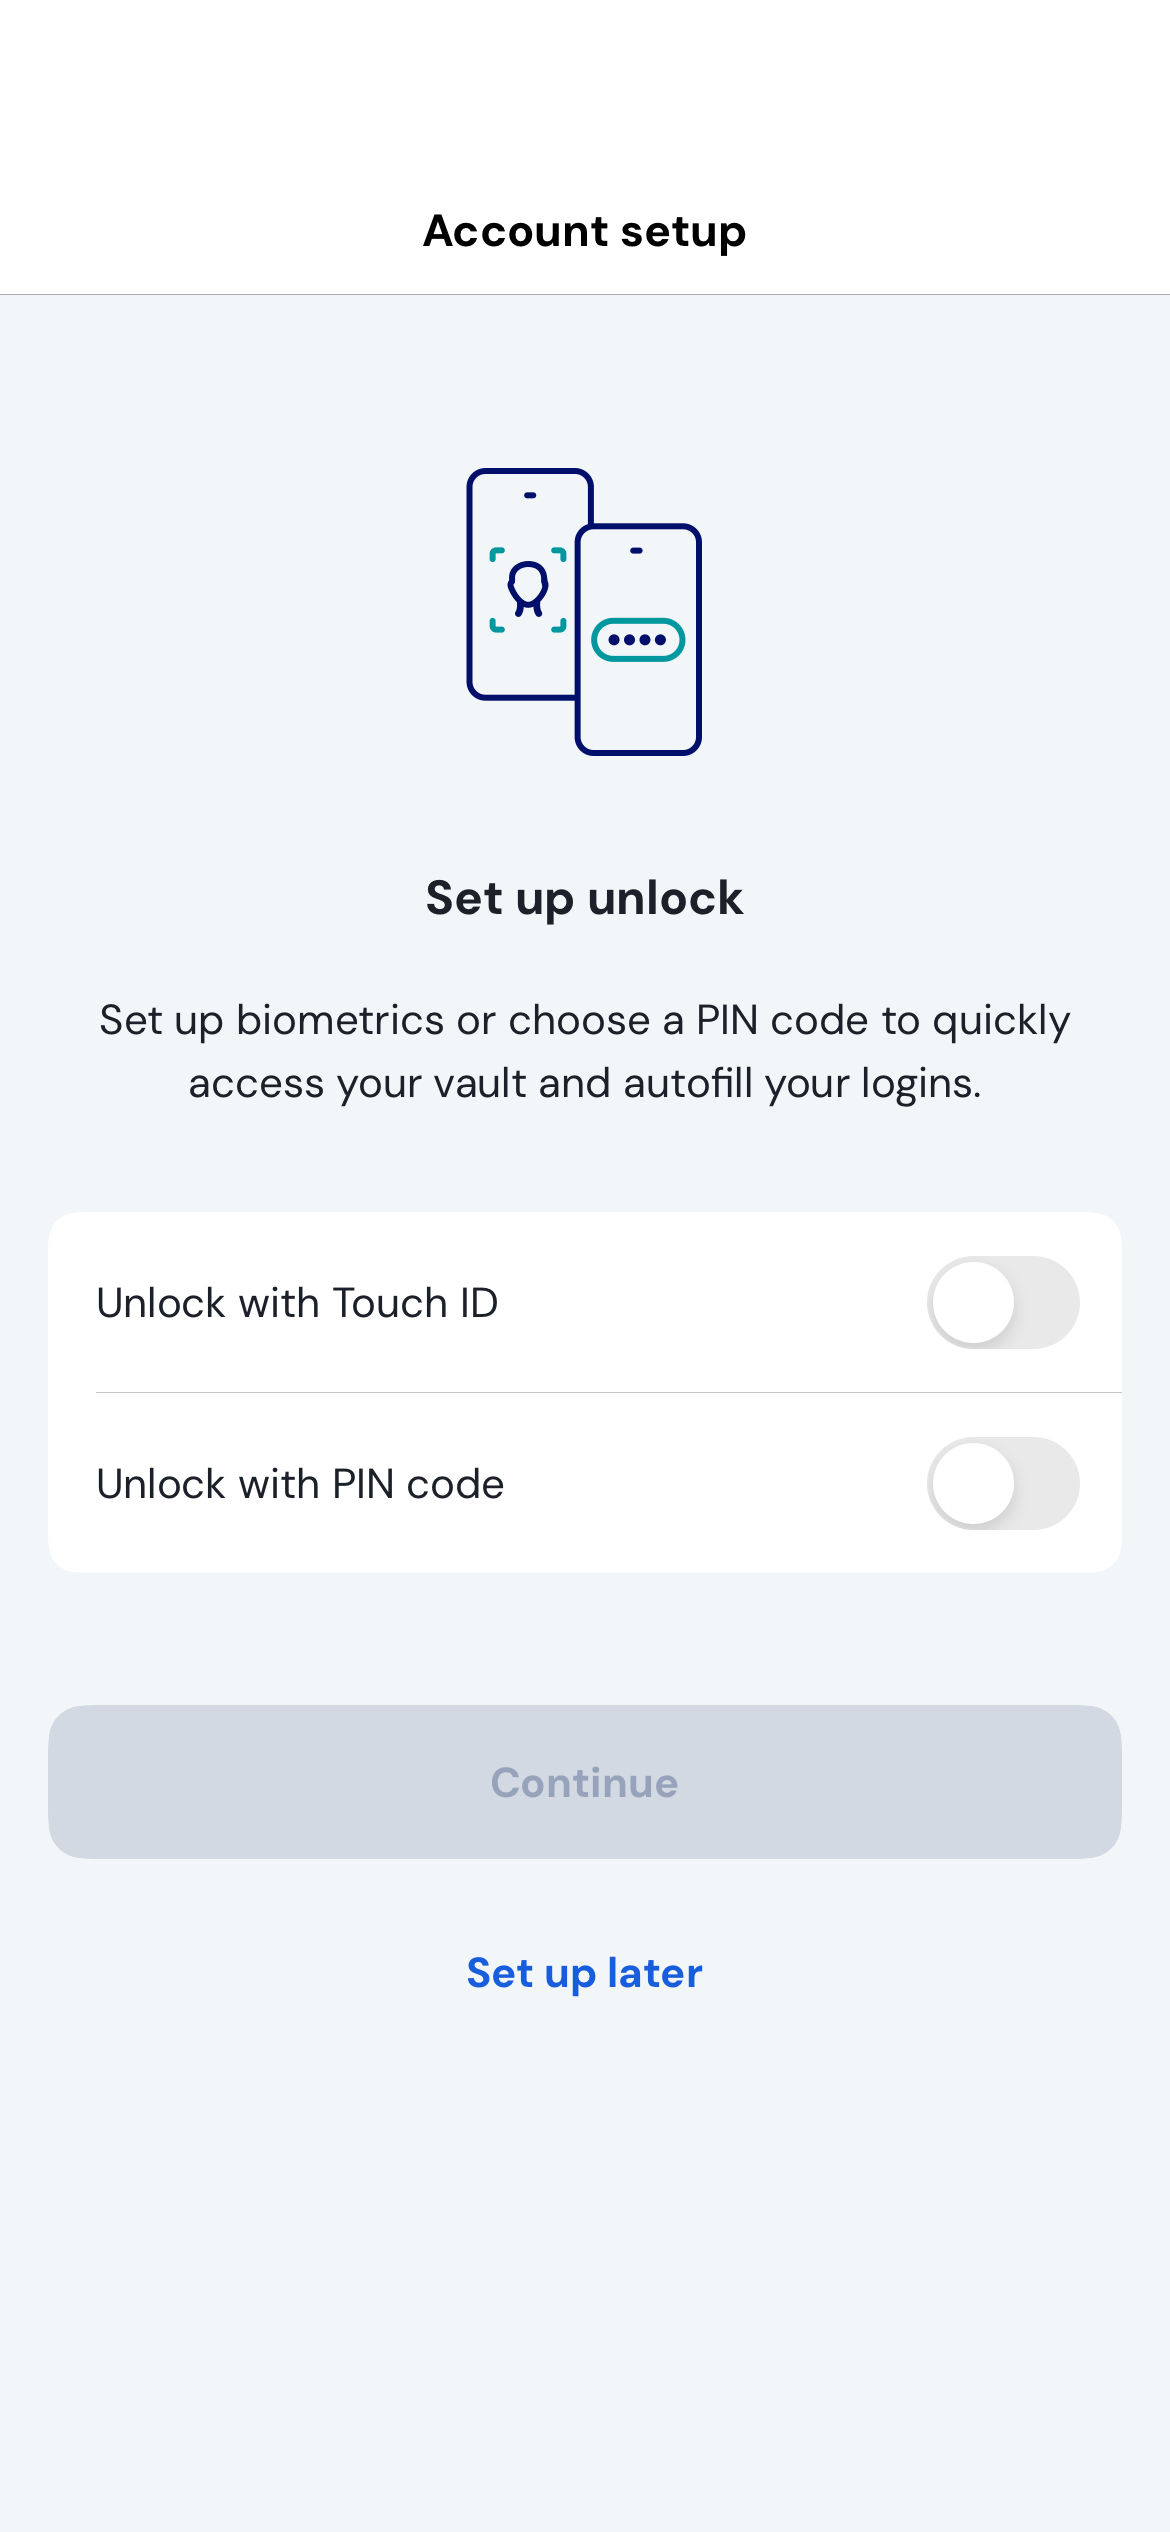 Account setup
Set up unlock
Set up biometrics or choose a PIN code to quickly
access your vault and autofill your logins.
Unlock with Touch ID
Unlock with PIN code
Continue
Set up later